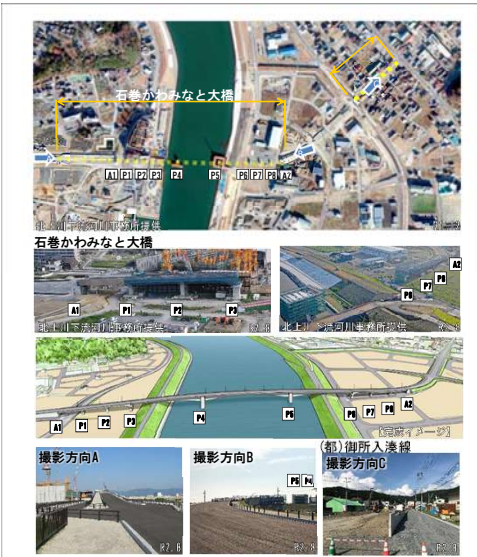 石巻かわみなと大橋
A1 P1 P2 P3 P4 P5 P6 P7 P8 A2
北上川下流河川事務所提供
石巻かわみなと大橋
A1 P1 P2 P3
北上川下流河川事務所提供
P6 P7 P8 A2
北上川下流河川事務所提供
A1 P1 P2 P3 P4 P5 P6 P7 P8 A2
【完成イメージ】
(都)御所入湊線
撮影方向A
撮影方向B
P5 P4
撮影方向C